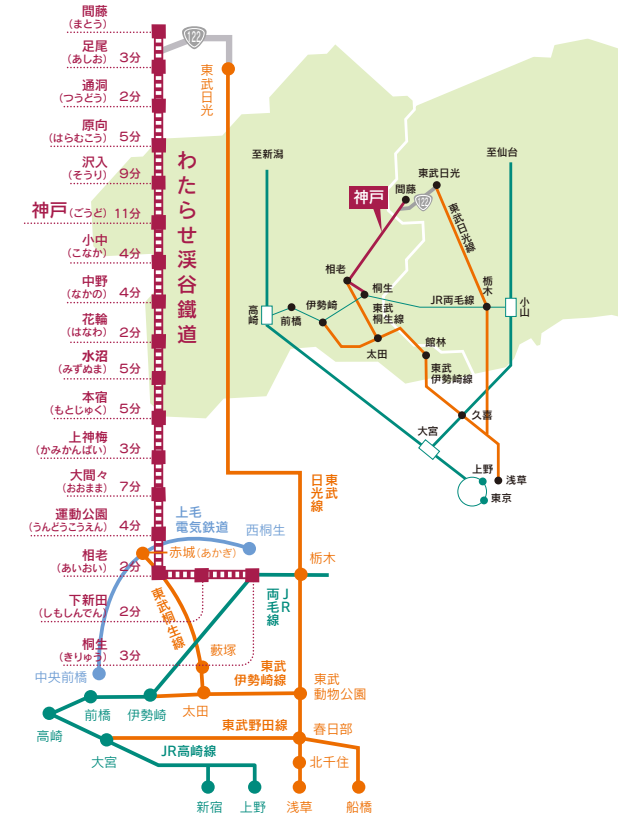 間藤
(まとう)
足尾
(あしお) 3分
通洞
(つうどう) 2分
原向
(はらむこう) 5分
沢入
(そうり) 9分
神戸(ごうど) 11分
小中
(こなか) 4分
中野
(なかの) 4分
花輪
(はなわ) 2分
水沼
(みずぬま) 5分
本宿
(もとじゅく) 5分
上神梅
(かみかんばい) 3分
大間々
(おおまま) 7分
運動公園
(うんどうこうえん) 4分
相老
(あいおい) 2分
下新田
(しもしんでん) 2分
桐生
(きりゅう) 3分
わたらせ渓谷鐵道
122
東武日光
東武
日光線
上毛
電気鉄道
西桐生
赤城(あかぎ)
栃木
東武桐生線
JR
両毛線
藪塚
中央前橋
東武
伊勢崎線
東武
動物公園
前橋
伊勢崎
太田
高崎
東武野田線
春日部
大宮
JR高崎線
北千住
新宿
上野
浅草
船橋
至新潟
至仙台
東武日光
間藤
神戸
122
東武日光線
相老
桐生
栃木
小山
高崎
前橋
伊勢崎
東武
桐生線
JR両毛線
太田
館林
東武
伊勢崎線
久喜
大宮
上野
浅草
東京